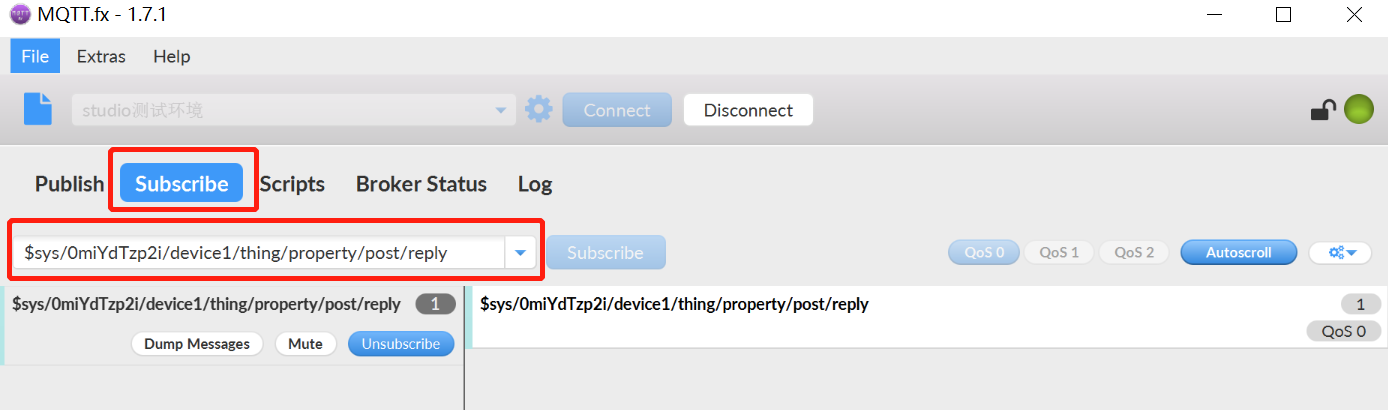 MQTT.fx - 1.7.1
File Extras Help
studio测试环境 Connect Disconnect
Publish Subscribe Scripts Broker Status Log
$sys/0miYdTzp2i/device1/thing/property/post/reply Subscribe QoS 0 QoS 1 QoS 2 Autoscroll
$sys/0miYdTzp2i/device1/thing/property/post/reply 1
Dump Messages Mute Unsubscribe
$sys/0miYdTzp2i/device1/thing/property/post/reply 1
QoS 0